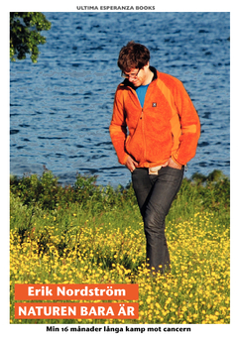 ULTIMA ESPERANZA BOOKS
Erik Nordström
NATUREN BARA ÄR
Min 16 månader långa kamp mot cancern